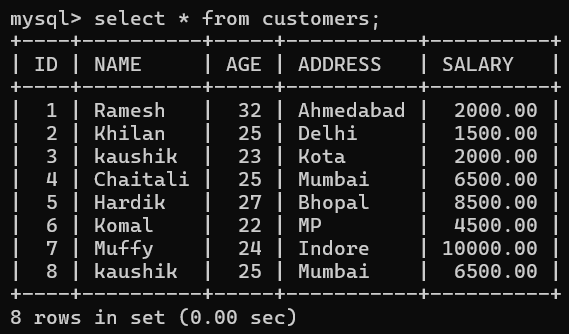 mysql> select * from customers;
+----+----------+-----+-----------+----------+
| ID | NAME     | AGE | ADDRESS   | SALARY   |
+----+----------+-----+-----------+----------+
|  1 | Ramesh   |  32 | Ahmedabad |  2000.00 |
|  2 | Khilan   |  25 | Delhi     |  1500.00 |
|  3 | kaushik  |  23 | Kota      |  2000.00 |
|  4 | Chaitali |  25 | Mumbai    |  6500.00 |
|  5 | Hardik   |  27 | Bhopal    |  8500.00 |
|  6 | Komal    |  22 | MP        |  4500.00 |
|  7 | Muffy    |  24 | Indore    | 10000.00 |
|  8 | kaushik  |  25 | Mumbai    |  6500.00 |
+----+----------+-----+-----------+----------+
8 rows in set (0.00 sec)